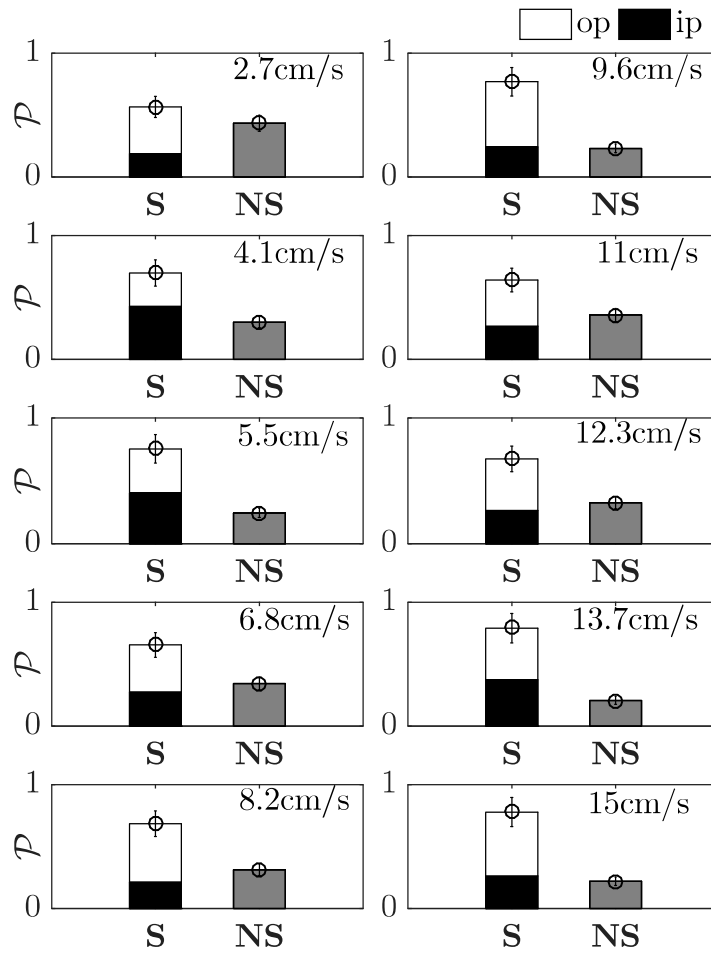 op ip
1 2.7cm/s 1 9.6cm/s
𝒫
0 0
S NS S NS
1 4.1cm/s 1 11cm/s
𝒫
0 0
S NS S NS
1 5.5cm/s 1 12.3cm/s
𝒫
0 0
S NS S NS
1 6.8cm/s 1 13.7cm/s
𝒫
0 0
S NS S NS
1 8.2cm/s 1 15cm/s
𝒫
0 0
S NS S NS